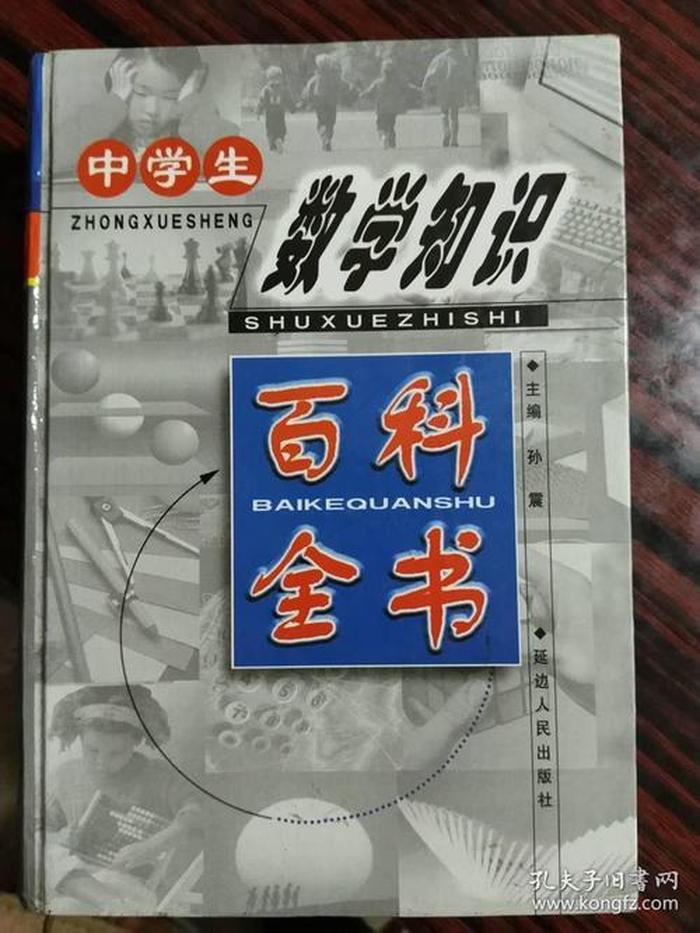 中学生
ZHONGXUESHENG
数学知识
SHUXUEZHISHI
百科
BAIKEQUANSHU
全书
◆主编 孙震
◆延边人民出版社
孔夫子旧书网
www.kongfz.com